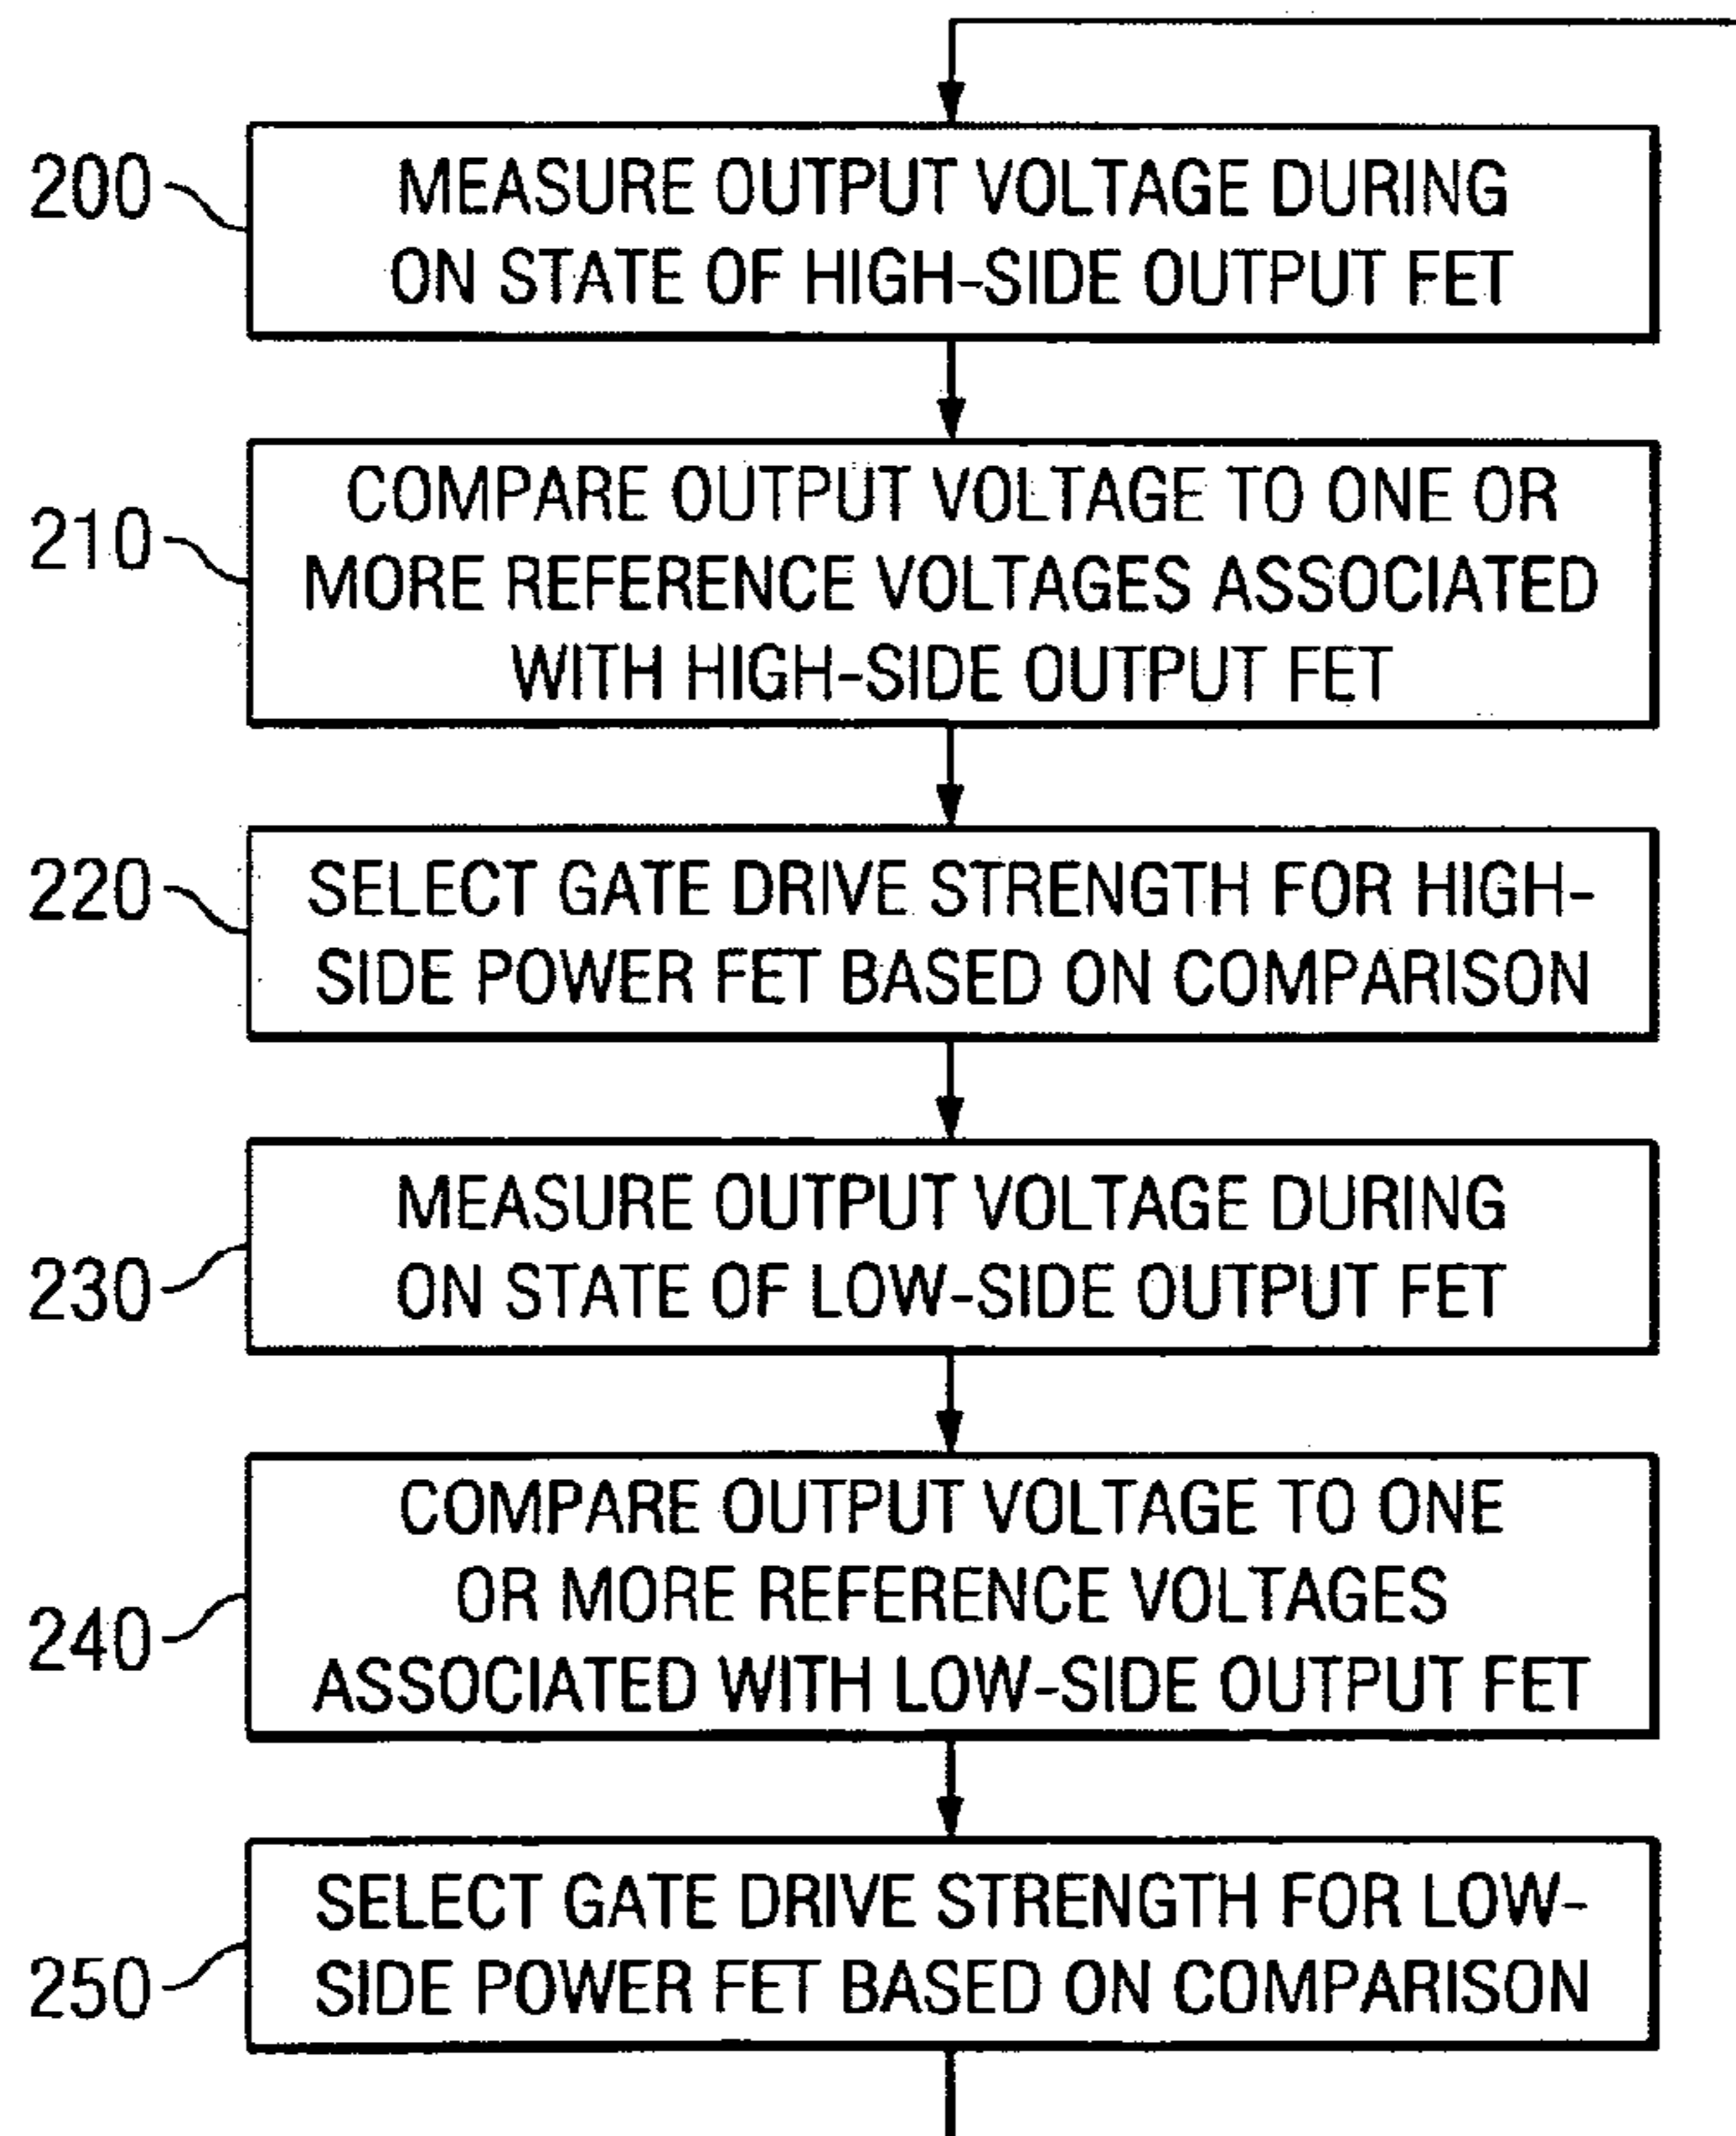 200
MEASURE OUTPUT VOLTAGE DURING
ON STATE OF HIGH-SIDE OUTPUT FET
210
COMPARE OUTPUT VOLTAGE TO ONE OR
MORE REFERENCE VOLTAGES ASSOCIATED
WITH HIGH-SIDE OUTPUT FET
220
SELECT GATE DRIVE STRENGTH FOR HIGH-
SIDE POWER FET BASED ON COMPARISON
230
MEASURE OUTPUT VOLTAGE DURING
ON STATE OF LOW-SIDE OUTPUT FET
240
COMPARE OUTPUT VOLTAGE TO ONE
OR MORE REFERENCE VOLTAGES
ASSOCIATED WITH LOW-SIDE OUTPUT FET
250
SELECT GATE DRIVE STRENGTH FOR LOW-
SIDE POWER FET BASED ON COMPARISON